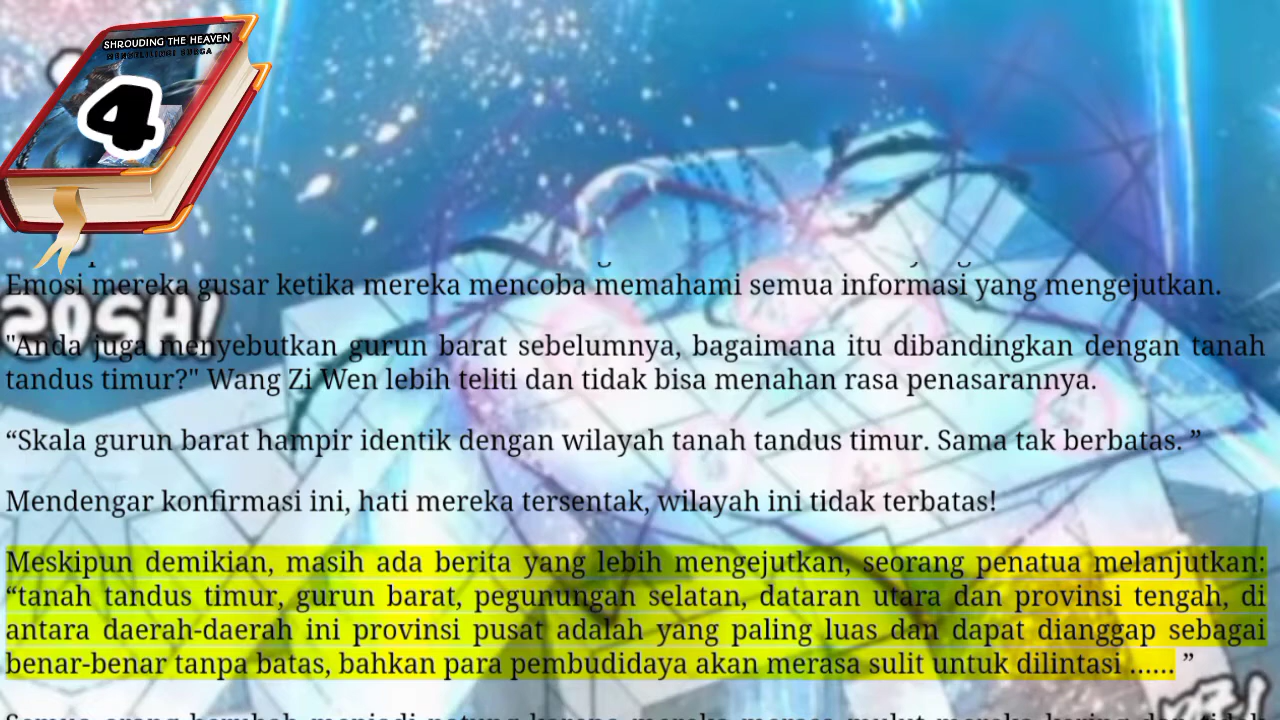 SHROUDING THE HEAVEN
4
Emosi mereka gusar ketika mereka mencoba memahami semua informasi yang mengejutkan.
ZOSH!
"Anda juga menyebutkan gurun barat sebelumnya, bagaimana itu dibandingkan dengan tanah
tandus timur?" Wang Zi Wen lebih teliti dan tidak bisa menahan rasa penasarannya.
“Skala gurun barat hampir identik dengan wilayah tanah tandus timur. Sama tak berbatas. ”
Mendengar konfirmasi ini, hati mereka tersentak, wilayah ini tidak terbatas!
Meskipun demikian, masih ada berita yang lebih mengejutkan, seorang penatua melanjutkan:
“tanah tandus timur, gurun barat, pegunungan selatan, dataran utara dan provinsi tengah, di
antara daerah-daerah ini provinsi pusat adalah yang paling luas dan dapat dianggap sebagai
benar-benar tanpa batas, bahkan para pembudidaya akan merasa sulit untuk dilintasi ...... ”